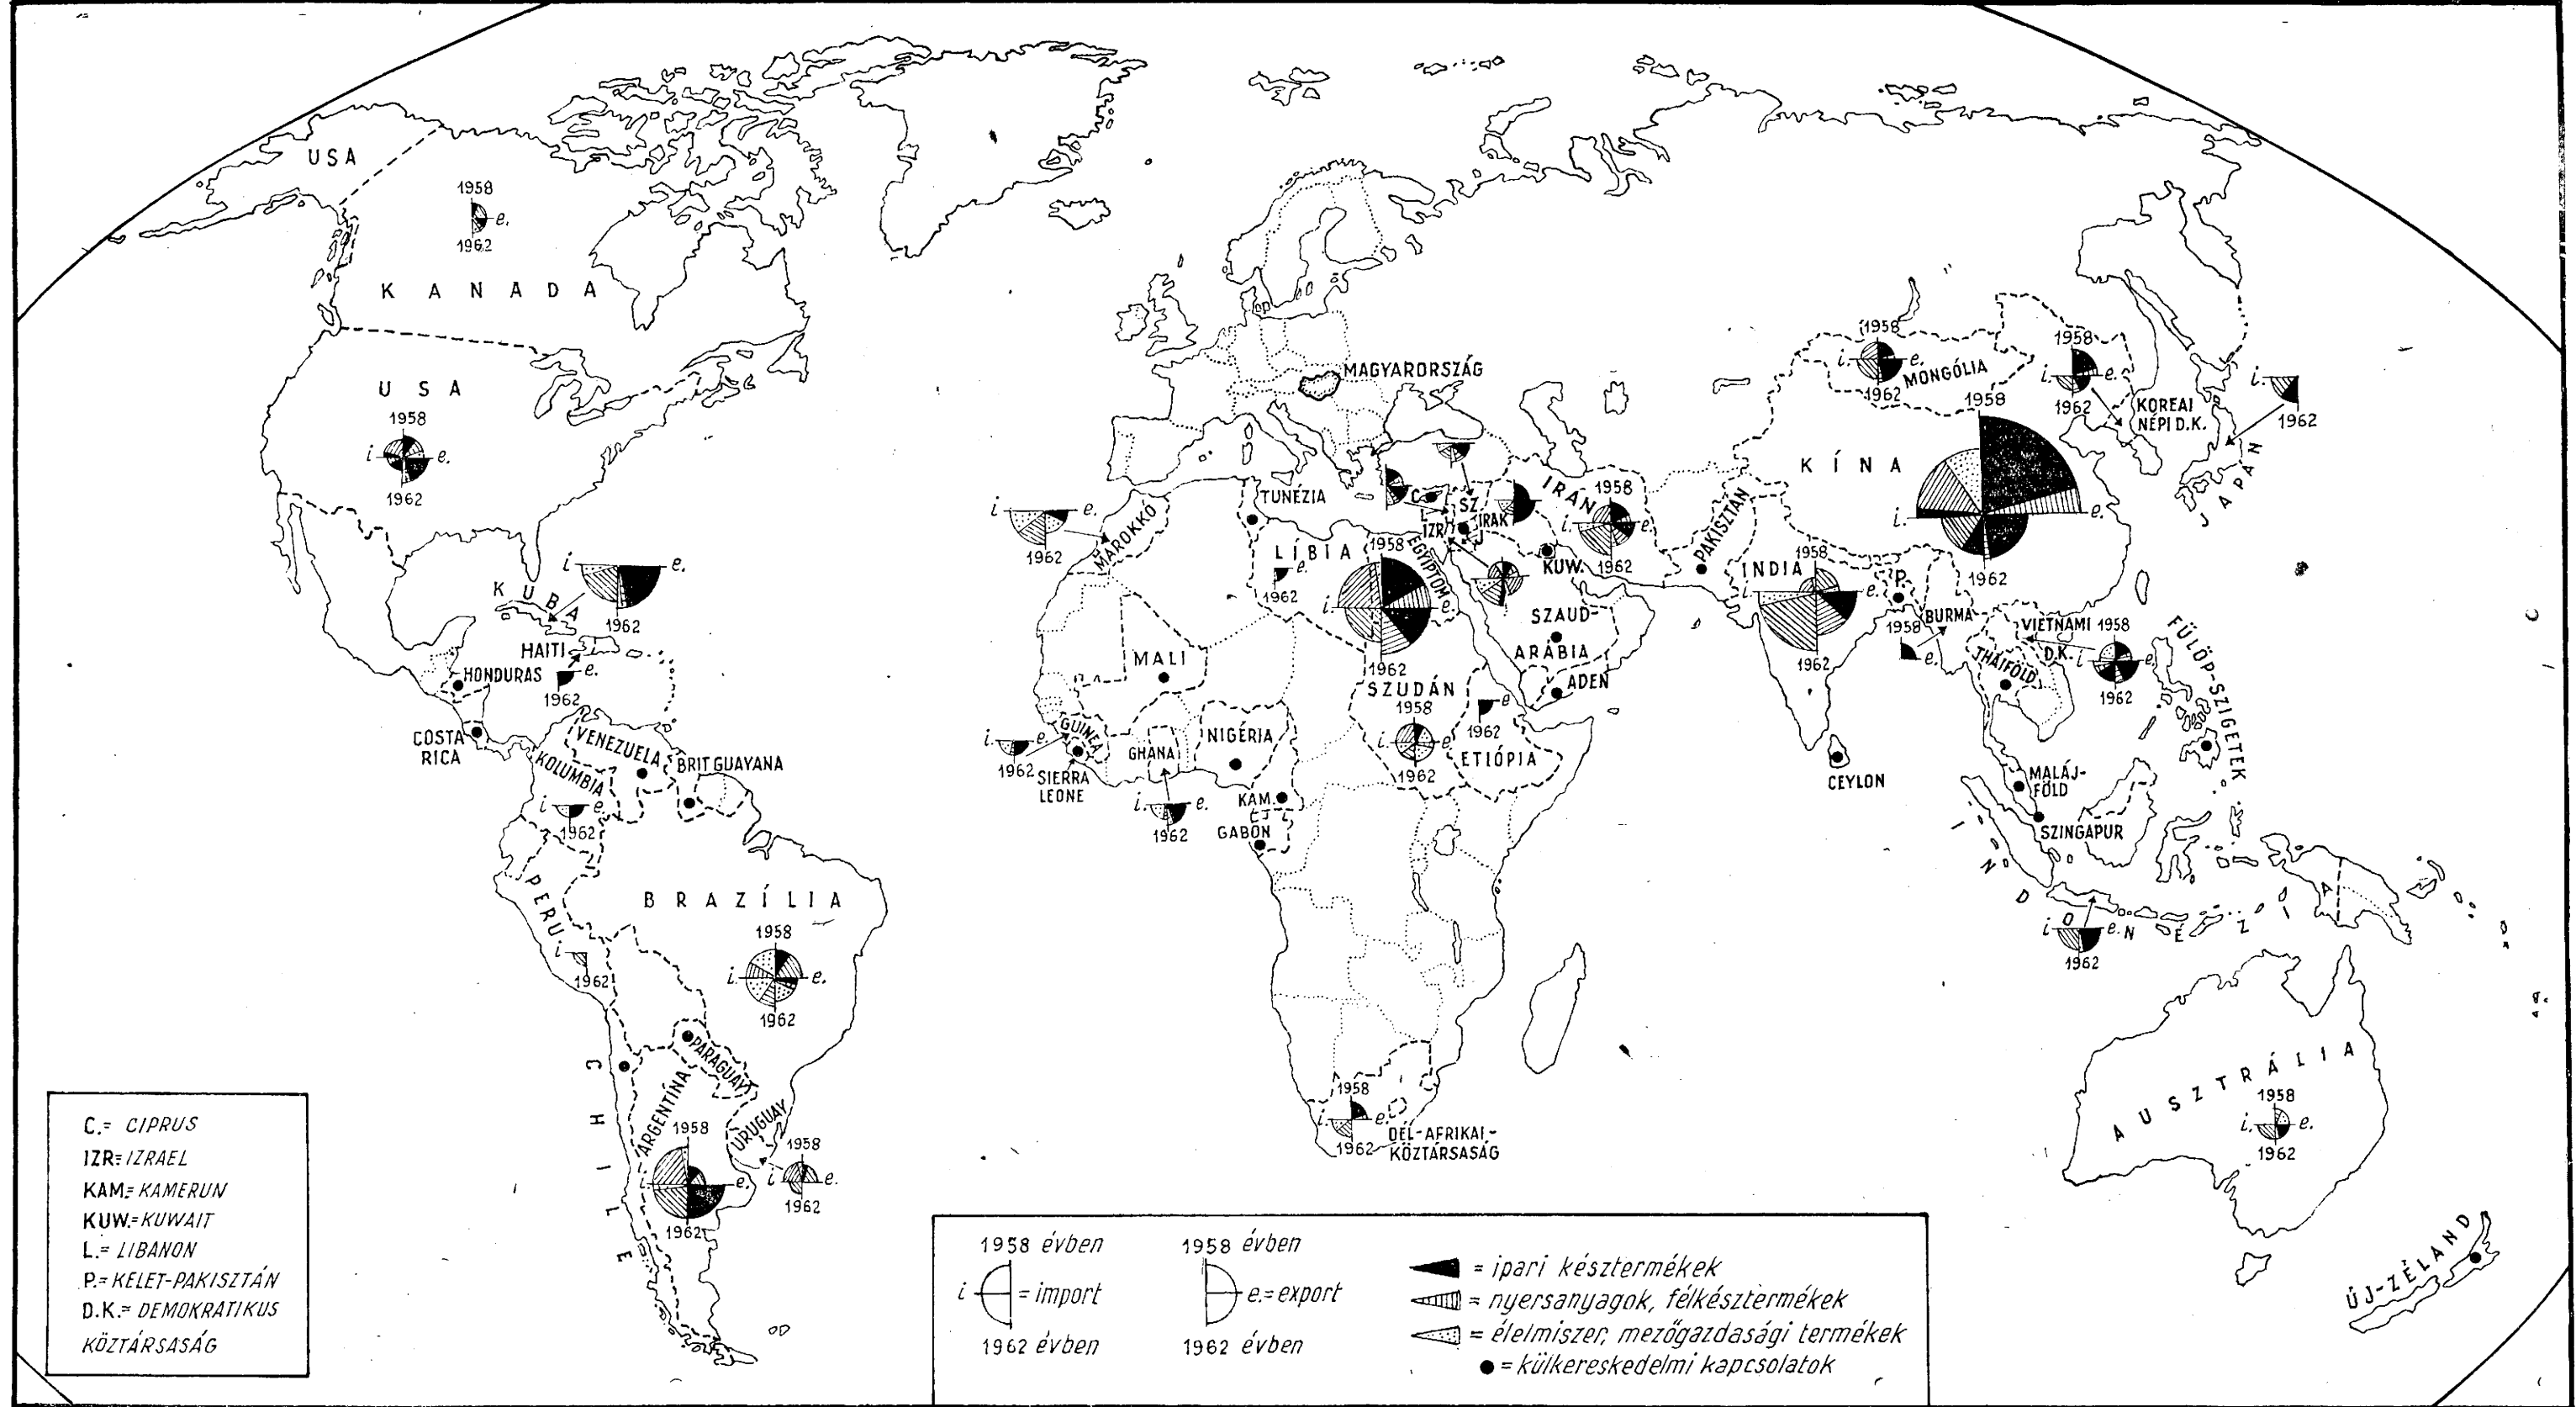 USA
1958
e.
1962
KANADA
USA
1958
i. e.
1962
KUBA
i. e.
1962
HAITI
e.
1962
HONDURAS
COSTA
RICA
VENEZUELA
KOLUMBIA
BRIT GUAYANA
i. e.
1962
PERU
i.
1962
BRAZÍLIA
1958
i. e.
1962
PARAGUAY
CHILE
ARGENTÍNA
1958
e.
1962
URUGUAY
1958
i. e.
1962
MAGYARORSZÁG
TUNÉZIA
MAROKKÓ
i. e.
1962
LÍBIA
e.
1962
EGYIPTOM
1958
i. e.
1962
C.
SZ.
L.
IZR.
IRAK
IRÁN
1958
i. e.
1962
KUW.
SZAUD-
ARÁBIA
ADEN
MALI
SZUDÁN
1958
i. e.
1962
e
1962
ETIÓPIA
GUINEA
i. e.
1962
SIERRA
LEONE
GHANA
i. e.
1962
NIGÉRIA
KAM.
GABON
1958
i. e.
1962
DÉL-AFRIKAI-
KÖZTÁRSASÁG
PAKISZTÁN
INDIA
1958
e.
1962
P.
CEYLON
BURMA
1958
e.
MONGÓLIA
1958
i. e.
1962
KÍNA
1958
i. e.
1962
1958
i. e.
1962
KOREAI
NÉPI D.K.
JAPÁN
i.
1962
VIETNAMI
D.K.
1958
i. e.
1962
THAIFÖLD
FÜLÖP-SZIGETEK
MALÁJ-
FÖLD
SZINGAPUR
INDONÉZIA
i. e.
1962
AUSZTRÁLIA
1958
i. e.
1962
ÚJ-ZÉLAND
C.= CIPRUS
IZR.= IZRAEL
KAM.= KAMERUN
KUW.= KUWAIT
L.= LIBANON
P.= KELET-PAKISZTÁN
D.K.= DEMOKRATIKUS
KÖZTÁRSASÁG
1958 évben
i = import
1962 évben
1958 évben
e.= export
1962 évben
= ipari késztermékek
= nyersanyagok, félkésztermékek
= élelmiszer, mezőgazdasági termékek
= külkereskedelmi kapcsolatok